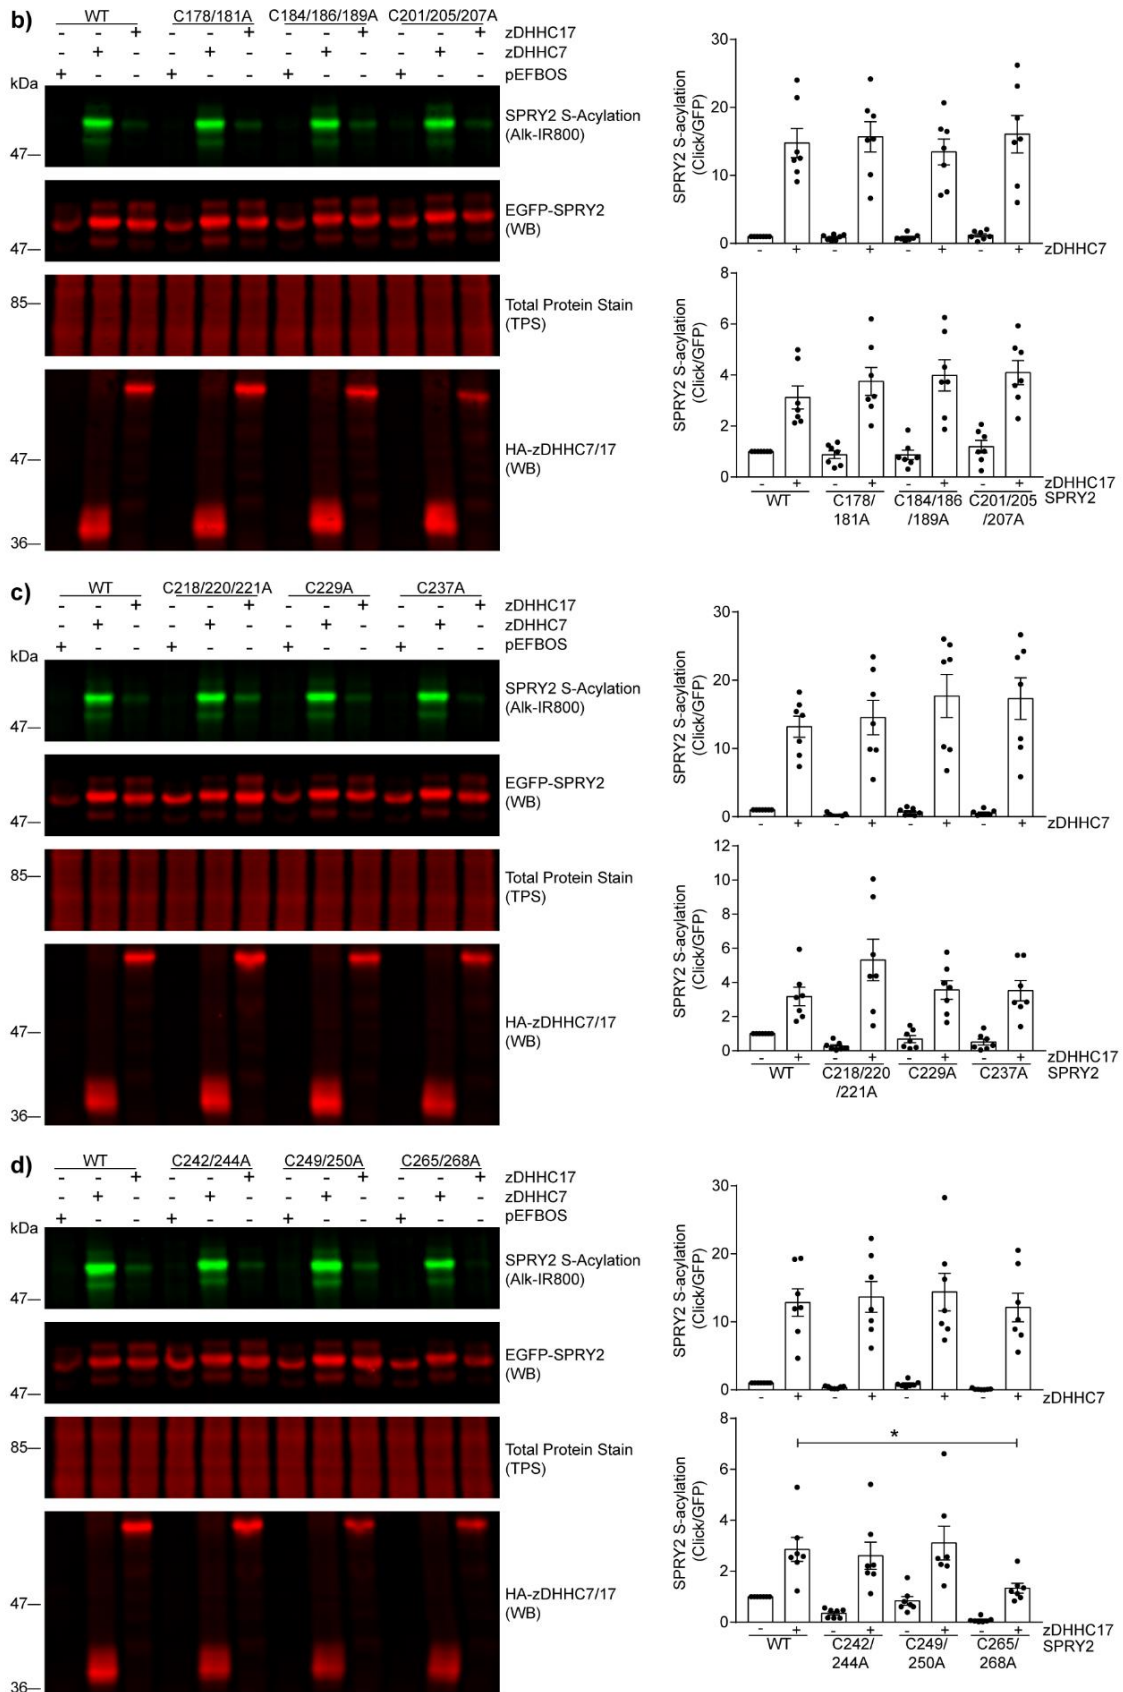 b)
WT C178/181A C184/186/189A C201/205/207A
- - + - - + - - + - - + zDHHC17
- + - - + - - + - - + - zDHHC7
+ - - + - - + - - + - - pEFBOS
kDa
SPRY2 S-Acylation
(Alk-IR800)
47
EGFP-SPRY2
(WB)
47
85
Total Protein Stain
(TPS)
HA-zDHHC7/17
(WB)
47
36
SPRY2 S-acylation
(Click/GFP)
30
20
10
0
- + - + - + - + zDHHC7
SPRY2 S-acylation
(Click/GFP)
8
6
4
2
0
- + - + - + - + zDHHC17
WT C178/ C184/186 C201/205 SPRY2
181A /189A /207A
c)
WT C218/220/221A C229A C237A
- - + - - + - - + - - + zDHHC17
- + - - + - - + - - + - zDHHC7
+ - - + - - + - - + - - pEFBOS
kDa
SPRY2 S-Acylation
(Alk-IR800)
47
EGFP-SPRY2
(WB)
47
85
Total Protein Stain
(TPS)
HA-zDHHC7/17
(WB)
47
36
SPRY2 S-acylation
(Click/GFP)
30
20
10
0
- + - + - + - + zDHHC7
SPRY2 S-acylation
(Click/GFP)
12
10
8
6
4
2
0
- + - + - + - + zDHHC17
WT C218/220 C229A C237A SPRY2
/221A
d)
WT C242/244A C249/250A C265/268A
- - + - - + - - + - - + zDHHC17
- + - - + - - + - - + - zDHHC7
+ - - + - - + - - + - - pEFBOS
kDa
SPRY2 S-Acylation
(Alk-IR800)
47
EGFP-SPRY2
(WB)
47
85
Total Protein Stain
(TPS)
HA-zDHHC7/17
(WB)
47
36
SPRY2 S-acylation
(Click/GFP)
30
20
10
0
- + - + - + - + zDHHC7
SPRY2 S-acylation
(Click/GFP)
8
6
4
2
0
*
- + - + - + - + zDHHC17
WT C242/ C249/ C265/ SPRY2
244A 250A 268A